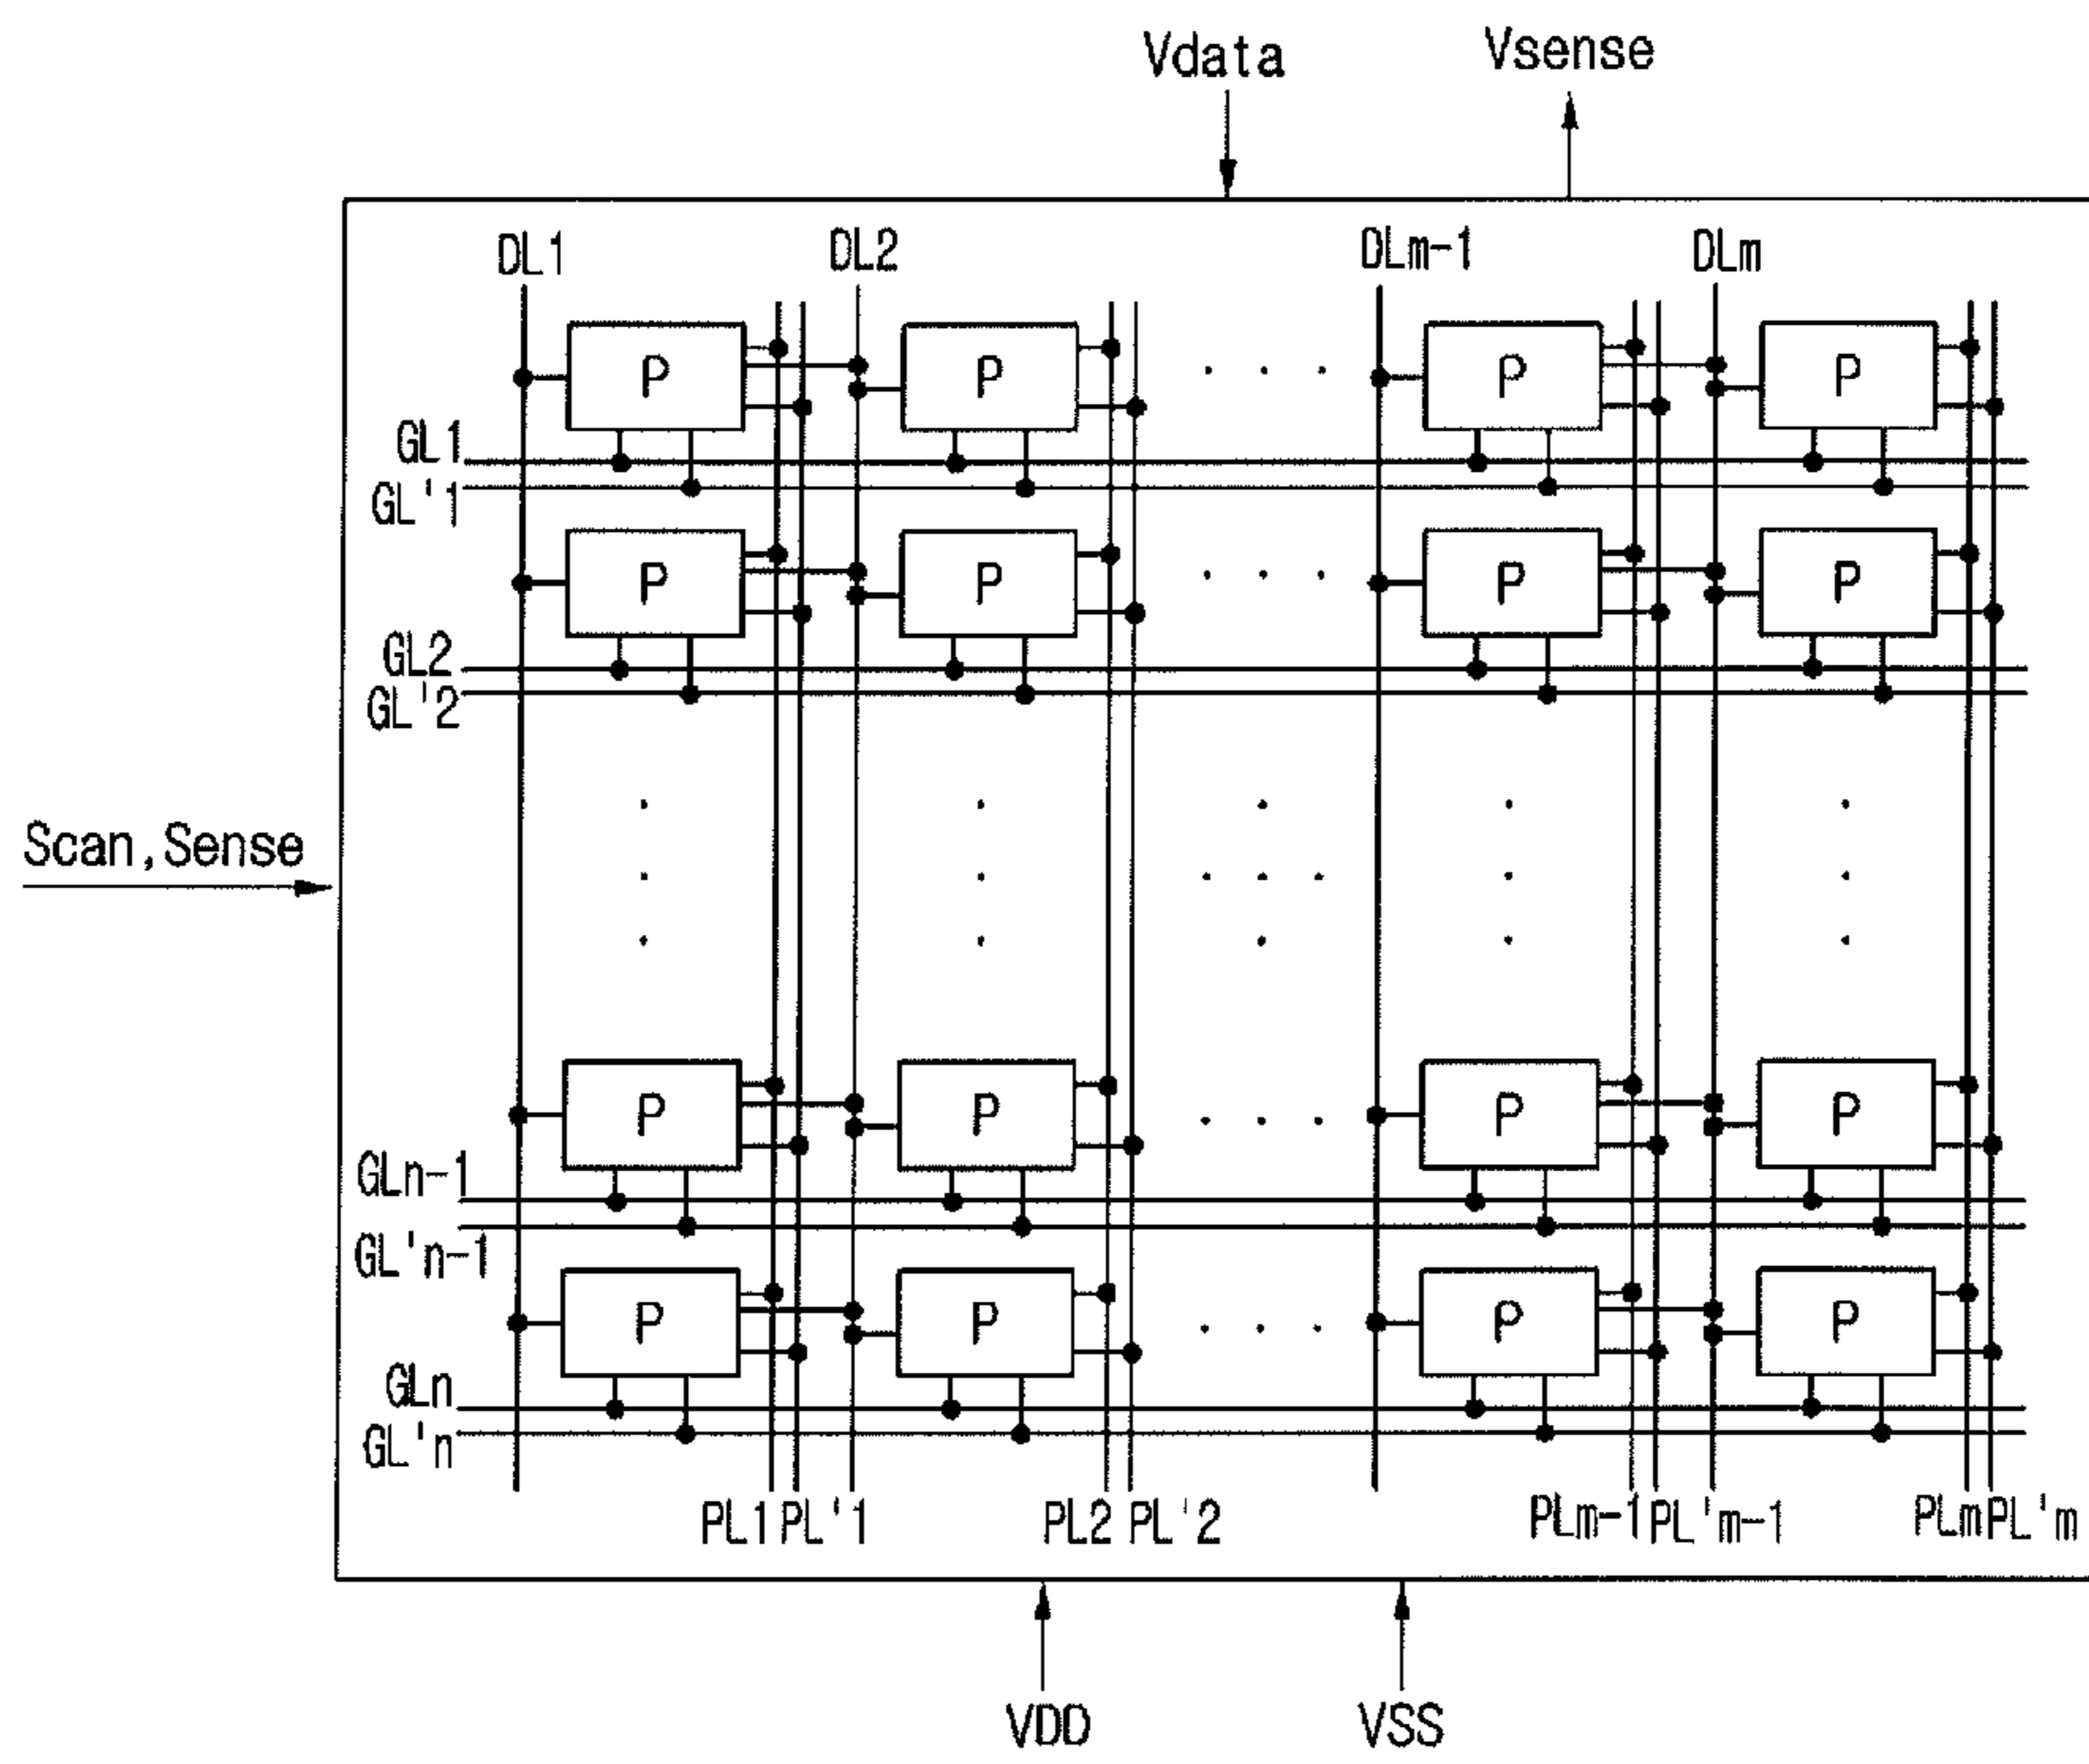 Vdata Vsense
DL1 DL2 DLm-1 DLm
P P P P
GL1
GL'1
P P P P
GL2
GL'2
Scan,Sense
P P P P
GLn-1
GL'n-1
P P P P
GLn
GL'n
PL1 PL'1 PL2 PL'2 PLm-1 PL'm-1 PLm PL'm
VDD VSS